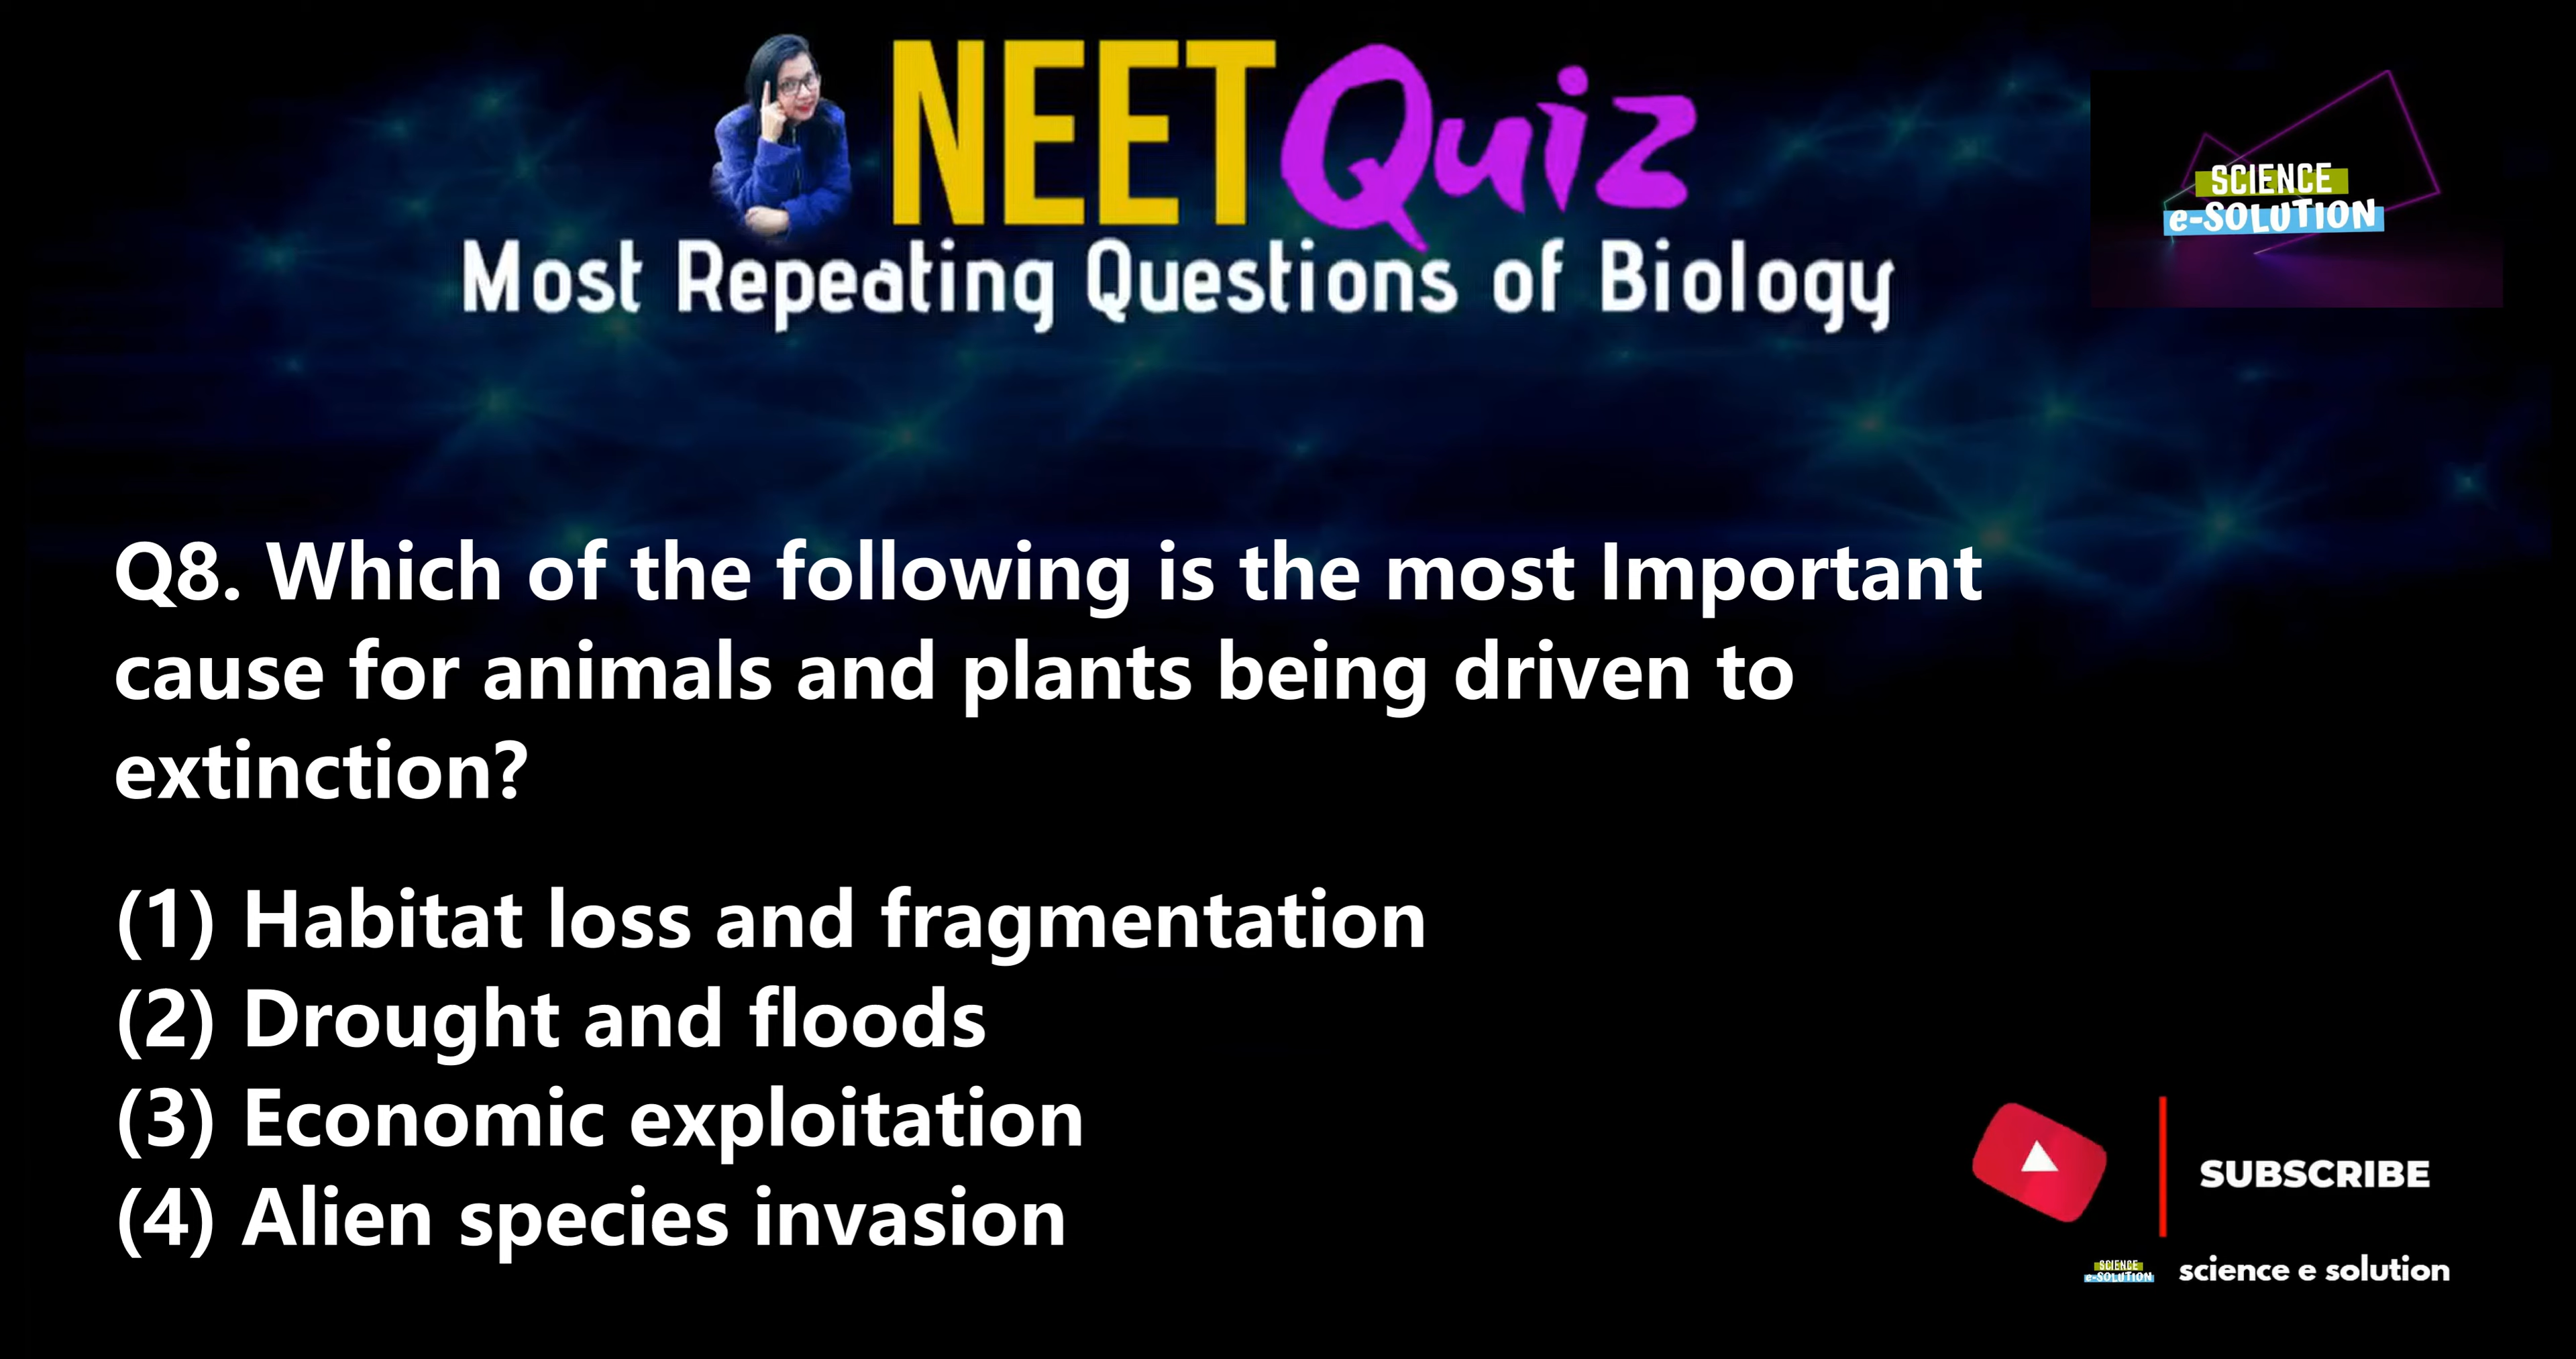 NEET Quiz
Most Repeating Questions of Biology
SCIENCE
e-SOLUTION
Q8. Which of the following is the most Important
cause for animals and plants being driven to
extinction?
(1) Habitat loss and fragmentation
(2) Drought and floods
(3) Economic exploitation
(4) Alien species invasion
SUBSCRIBE
SCIENCE
e-SOLUTION
science e solution